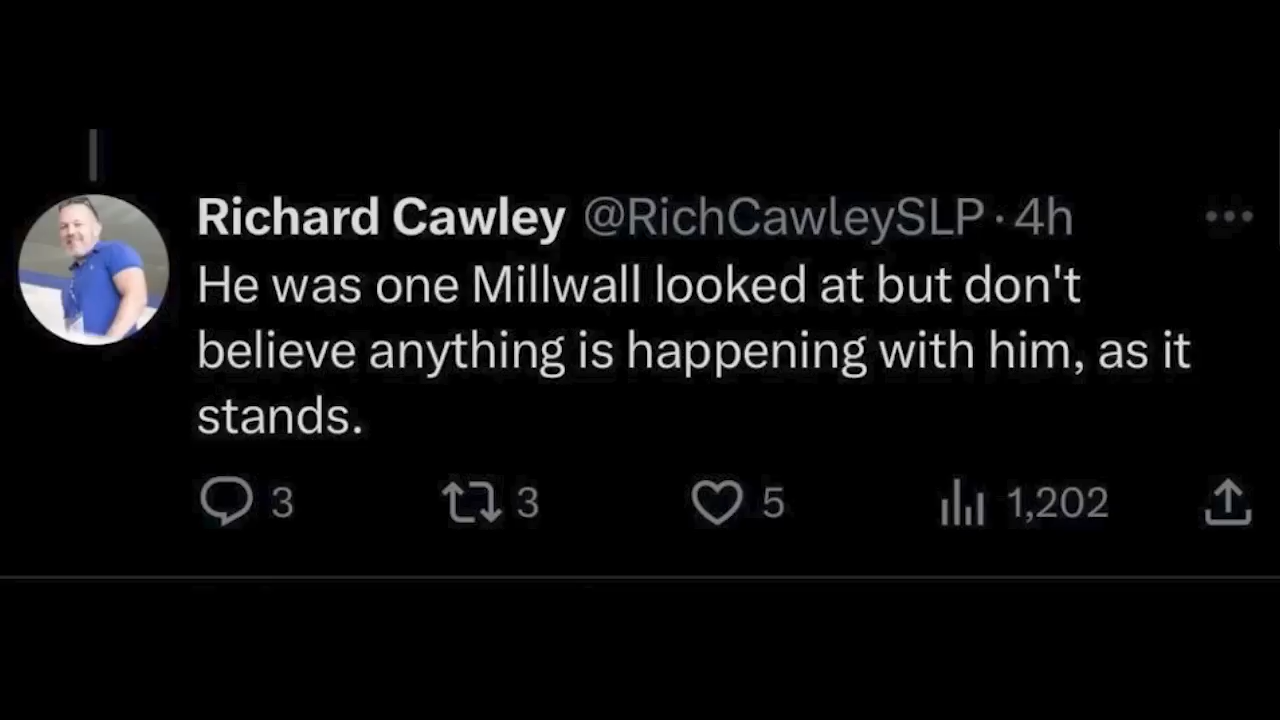 Richard Cawley @RichCawleySLP · 4h
He was one Millwall looked at but don't
believe anything is happening with him, as it
stands.
3 3 5 1,202